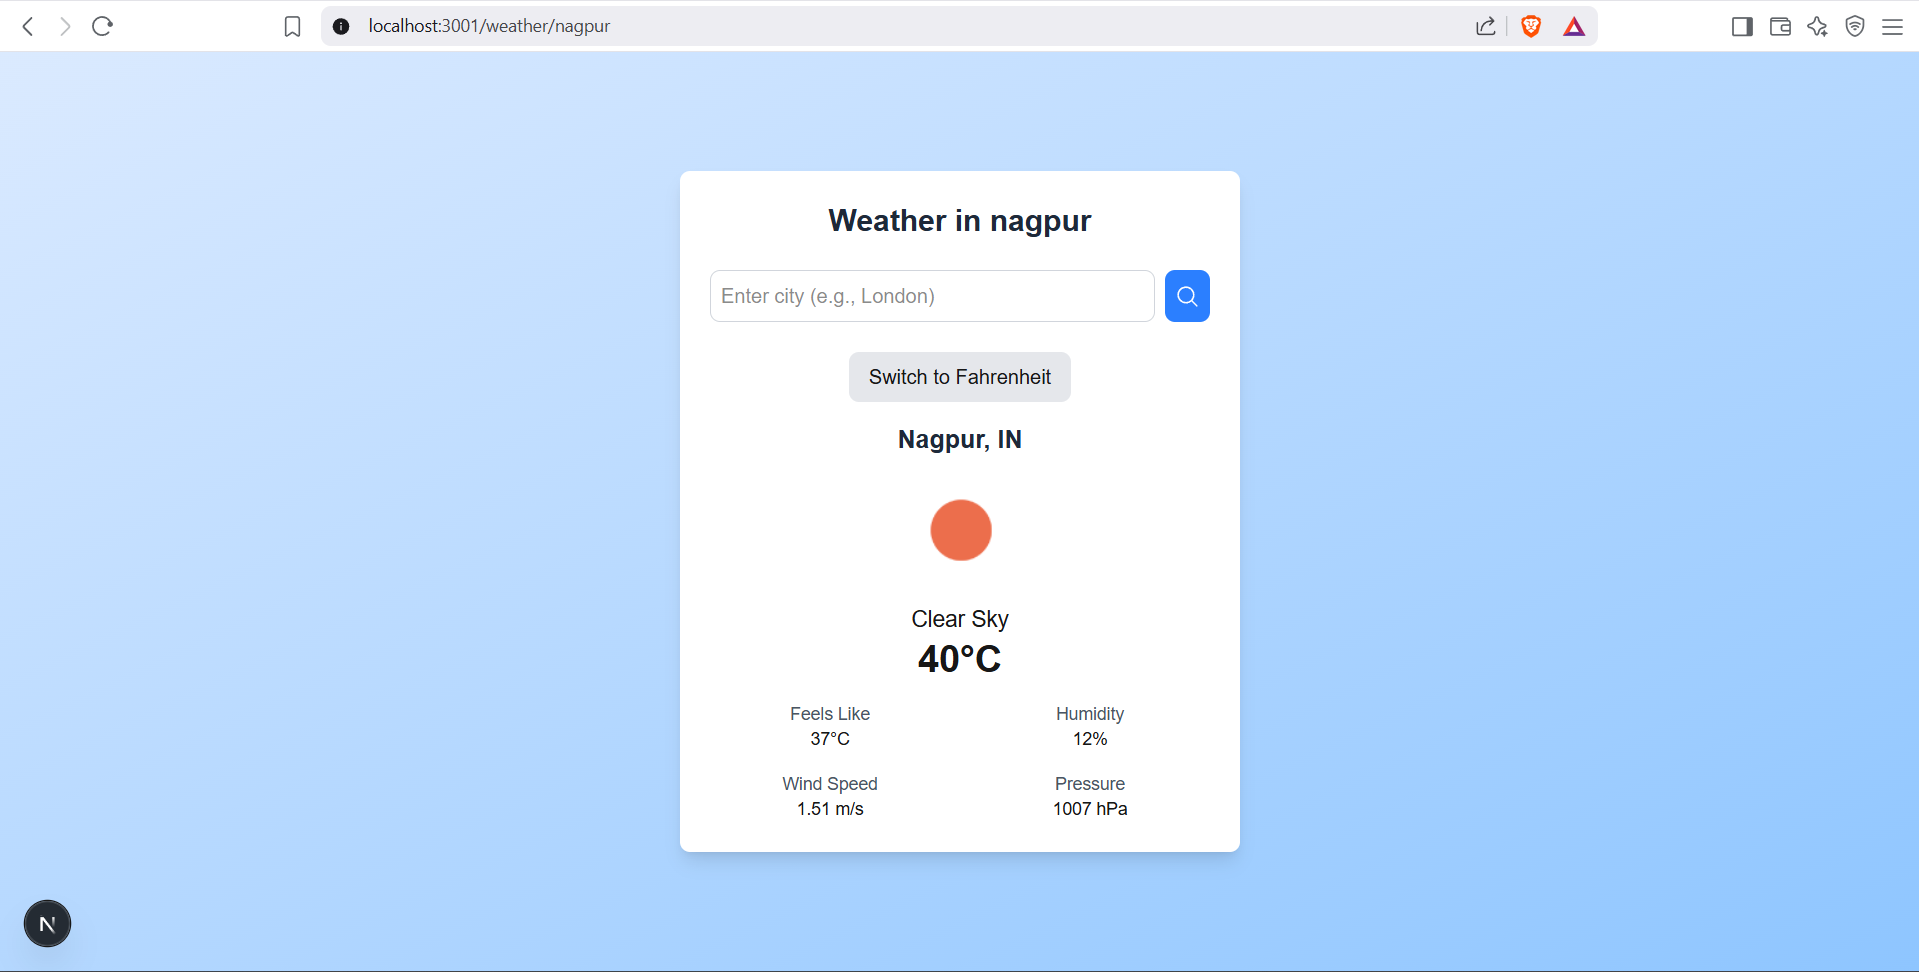 localhost:3001/weather/nagpur
Weather in nagpur
Enter city (e.g., London)
Switch to Fahrenheit
Nagpur, IN
Clear Sky
40°C
Feels Like
37°C
Humidity
12%
Wind Speed
1.51 m/s
Pressure
1007 hPa
N